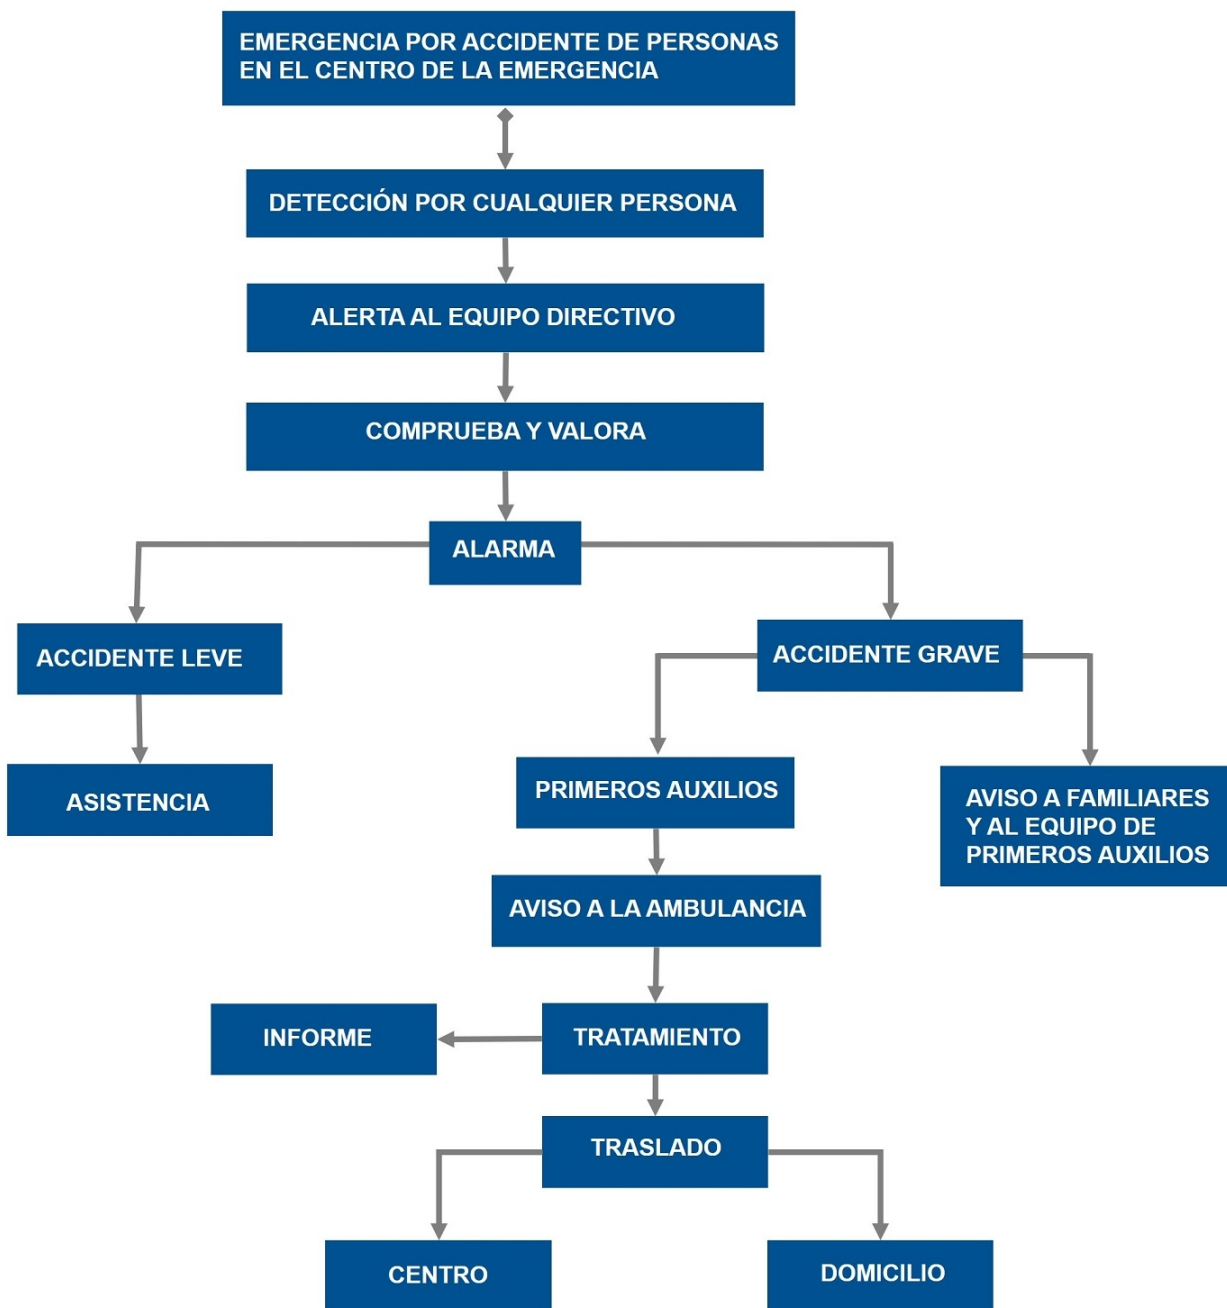 EMERGENCIA POR ACCIDENTE DE PERSONAS
EN EL CENTRO DE LA EMERGENCIA
DETECCIÓN POR CUALQUIER PERSONA
ALERTA AL EQUIPO DIRECTIVO
COMPRUEBA Y VALORA
ALARMA
ACCIDENTE LEVE
ACCIDENTE GRAVE
ASISTENCIA
PRIMEROS AUXILIOS
AVISO A FAMILIARES
Y AL EQUIPO DE
PRIMEROS AUXILIOS
AVISO A LA AMBULANCIA
INFORME
TRATAMIENTO
TRASLADO
CENTRO
DOMICILIO